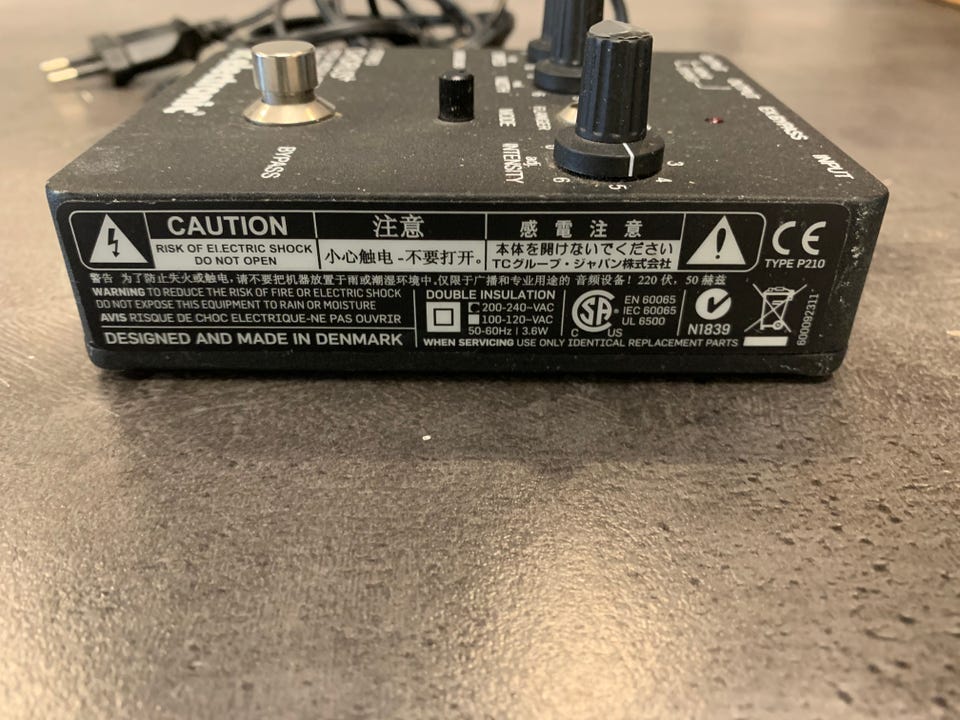 BYPASS
MODE
INTENSITY
adj.
3
4
5
6
INPUT
CAUTION
RISK OF ELECTRIC SHOCK
DO NOT OPEN
注意
小心触电 -不要打开。
感電注意
本体を開けないでください
TCグループ・ジャパン株式会社
CE
TYPE P210
警告 为了防止失火或触电,请不要把机器放置于雨或潮湿环境中.仅限于广播和专业用途的 音频设备! 220 伏, 50 赫兹
WARNING TO REDUCE THE RISK OF FIRE OR ELECTRIC SHOCK
DO NOT EXPOSE THIS EQUIPMENT TO RAIN OR MOISTURE
AVIS RISQUE DE CHOC ELECTRIQUE-NE PAS OUVRIR
DESIGNED AND MADE IN DENMARK
DOUBLE INSULATION
200-240~VAC
100-120~VAC
50-60Hz | 3.6W
SA
C US
EN 60065
IEC 60065
UL 6500
N1839
WHEN SERVICING USE ONLY IDENTICAL REPLACEMENT PARTS
600092311